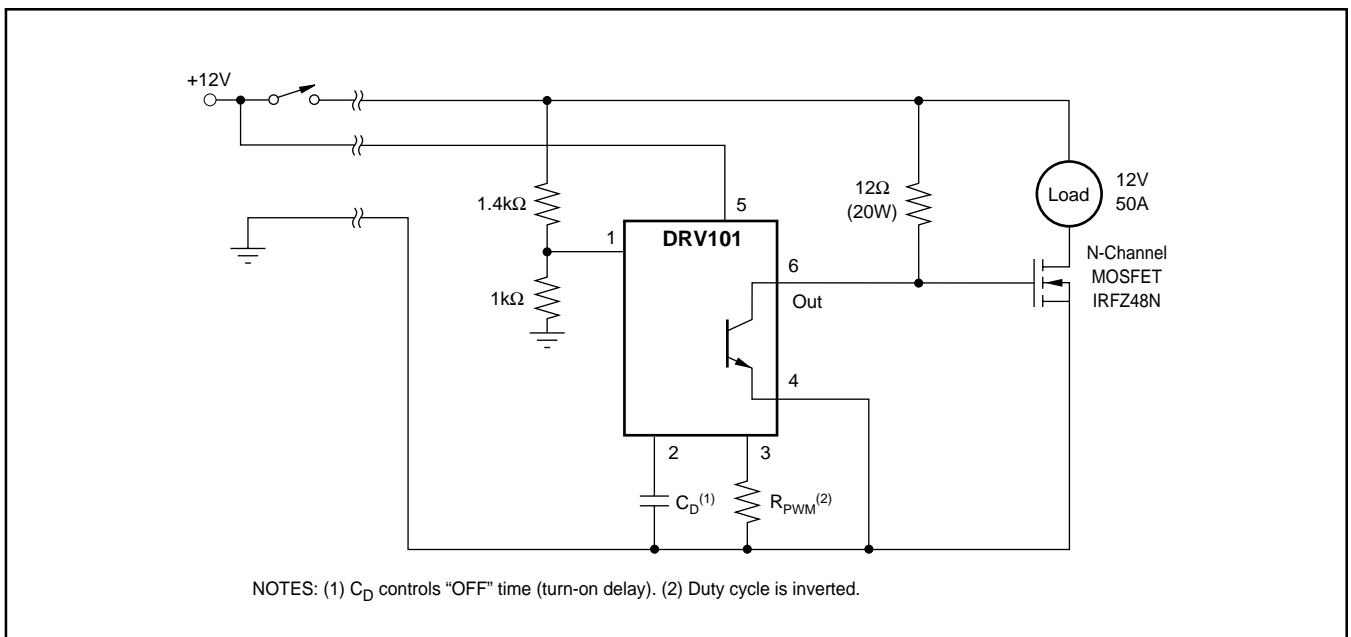 +12V
1.4kΩ
1kΩ
1
5
DRV101
6
Out
4
2
3
C_D(1)
R_PWM(2)
12Ω
(20W)
Load
12V
50A
N-Channel
MOSFET
IRFZ48N
NOTES: (1) C_D controls “OFF” time (turn-on delay). (2) Duty cycle is inverted.